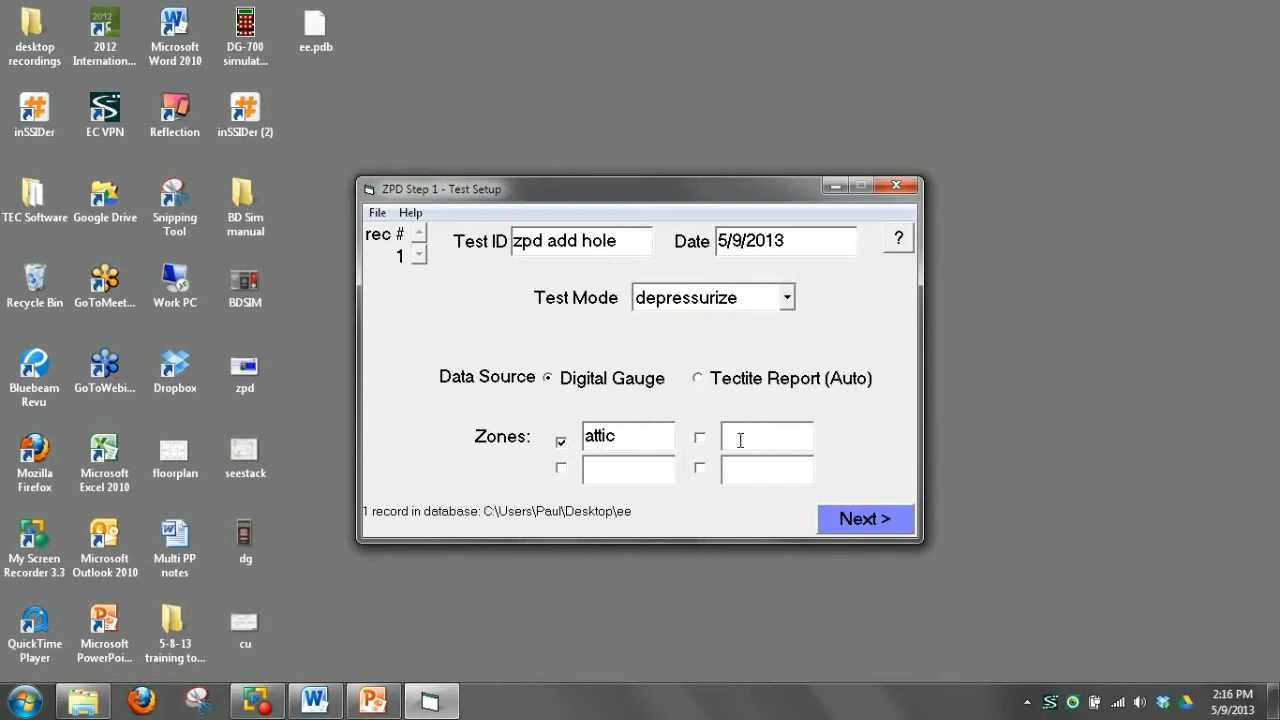 desktop
recordings
2012
2012
Internation...
Microsoft
Word 2010
DG-700
simulat...
ee.pdb
inSSIDer
EC VPN
Reflection
inSSIDer (2)
TEC Software
Google Drive
Snipping
Tool
BD Sim
manual
Recycle Bin
GoToMeet...
Work PC
BDSIM
Bluebeam
Revu
GoToWebi...
Dropbox
zpd
Mozilla
Firefox
Microsoft
Excel 2010
floorplan
seestack
My Screen
Recorder 3.3
Microsoft
Outlook 2010
Multi PP
notes
dg
QuickTime
Player
Microsoft
PowerPoi...
5-8-13
training to...
cu
ZPD Step 1 - Test Setup
File Help
rec #
1
Test ID zpd add hole Date 5/9/2013 ?
Test Mode depressurize
Data Source Digital Gauge Tectite Report (Auto)
Zones: attic
1 record in database: C:\Users\Paul\Desktop\ee
Next >
2:16 PM
5/9/2013